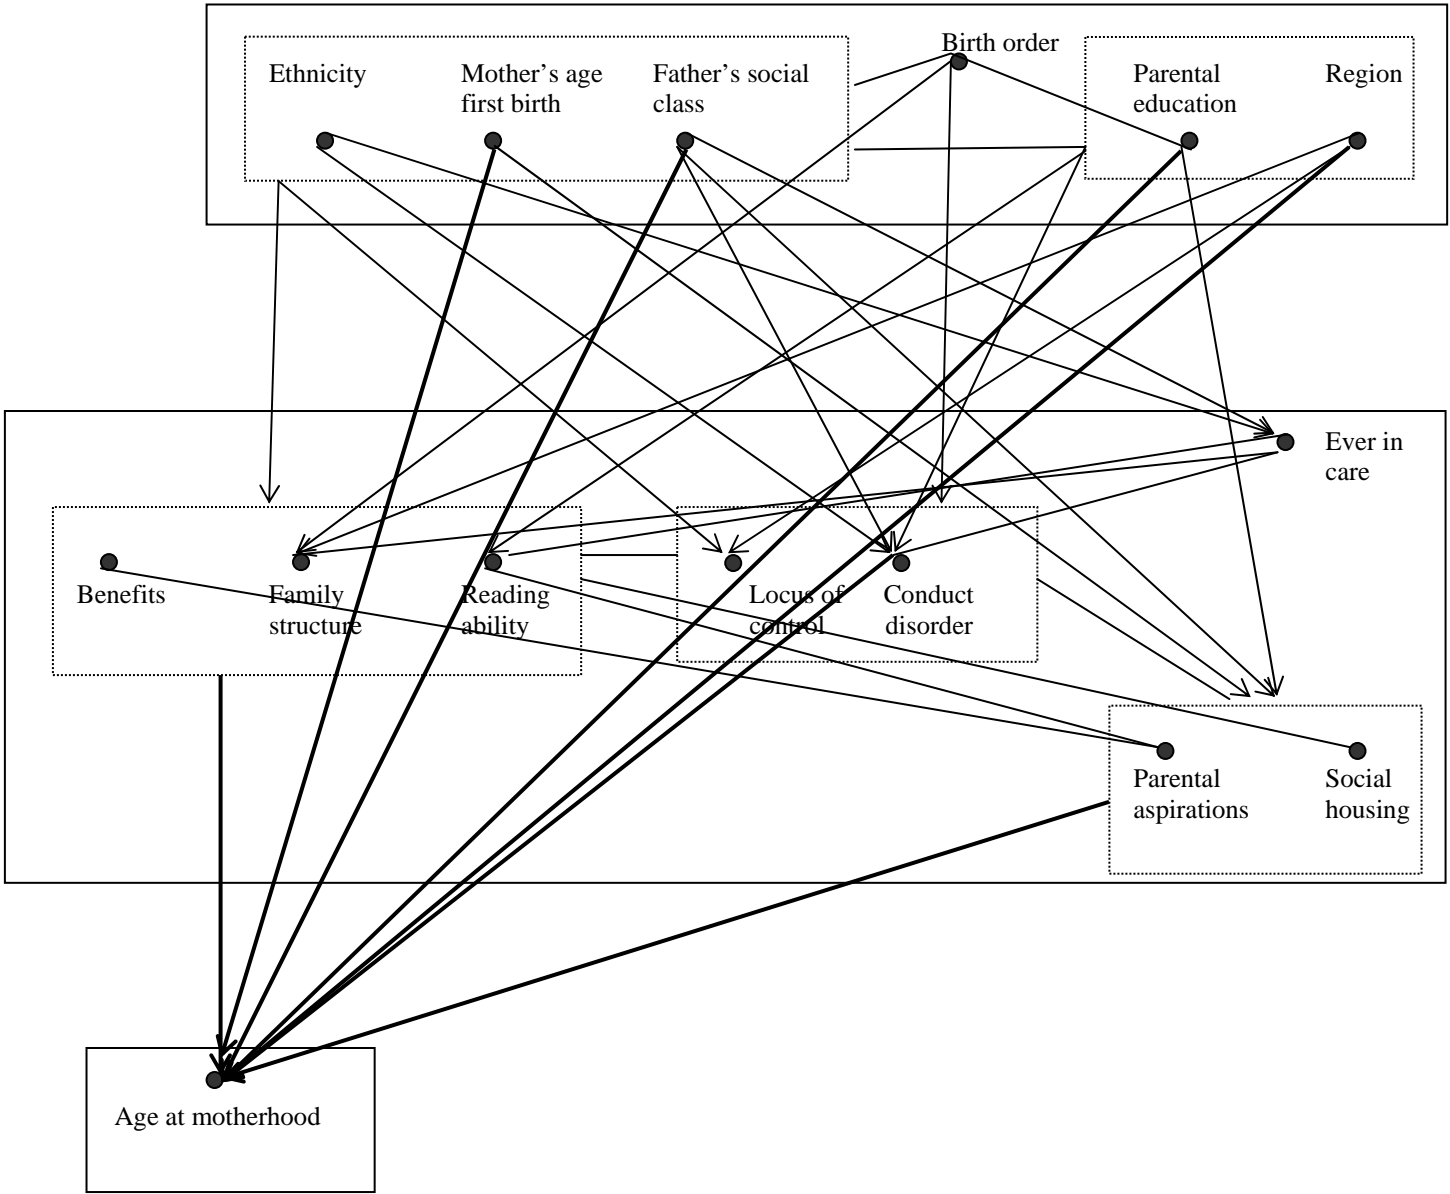 Birth order
Ethnicity
Mother’s age
first birth
Father’s social
class
Parental
education
Region
Ever in
care
Benefits
Family
structure
Reading
ability
Locus of
control
Conduct
disorder
Parental
aspirations
Social
housing
Age at motherhood